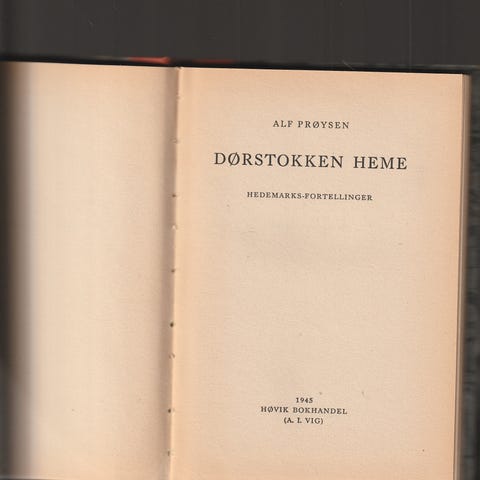 ALF PRØYSEN
DØRSTOKKEN HEME
HEDEMARKS-FORTELLINGER
1945
HØVIK BOKHANDEL
(A. I. VIG)